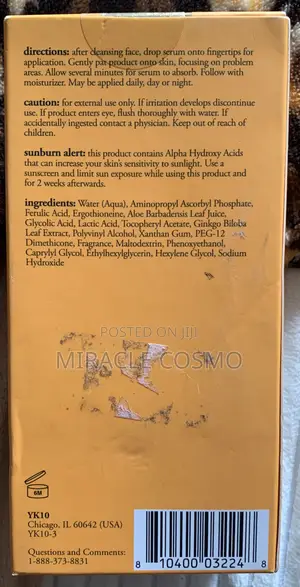 directions: after cleansing face, drop serum onto fingertips for
application. Gently pat product onto skin, focusing on problem
areas. Allow several minutes for serum to absorb. Follow with
moisturizer. May be applied daily, day or night.
caution: for external use only. If irritation develops discontinue
use. If product enters eye, flush thoroughly with water. If
accidentally ingested contact a physician. Keep out of reach of
children.
sunburn alert: this product contains Alpha Hydroxy Acids
that can increase your skin's sensitivity to sunlight. Use a
sunscreen and limit sun exposure while using this product and
for 2 weeks afterwards.
ingredients: Water (Aqua), Aminopropyl Ascorbyl Phosphate,
Ferulic Acid, Ergothioneine, Aloe Barbadensis Leaf Juice,
Glycolic Acid, Lactic Acid, Tocopheryl Acetate, Ginkgo Biloba
Leaf Extract, Polyvinyl Alcohol, Xanthan Gum, PEG-12
Dimethicone, Fragrance, Maltodextrin, Phenoxyethanol,
Caprylyl Glycol, Ethylhexylglycerin, Hexylene Glycol, Sodium
Hydroxide
POSTED ON JIJI
MIRACLE COSMO
6M
YK10
Chicago, IL 60642 (USA)
YK10-3
Questions and Comments:
1-888-373-8831
8 10400 03224 8